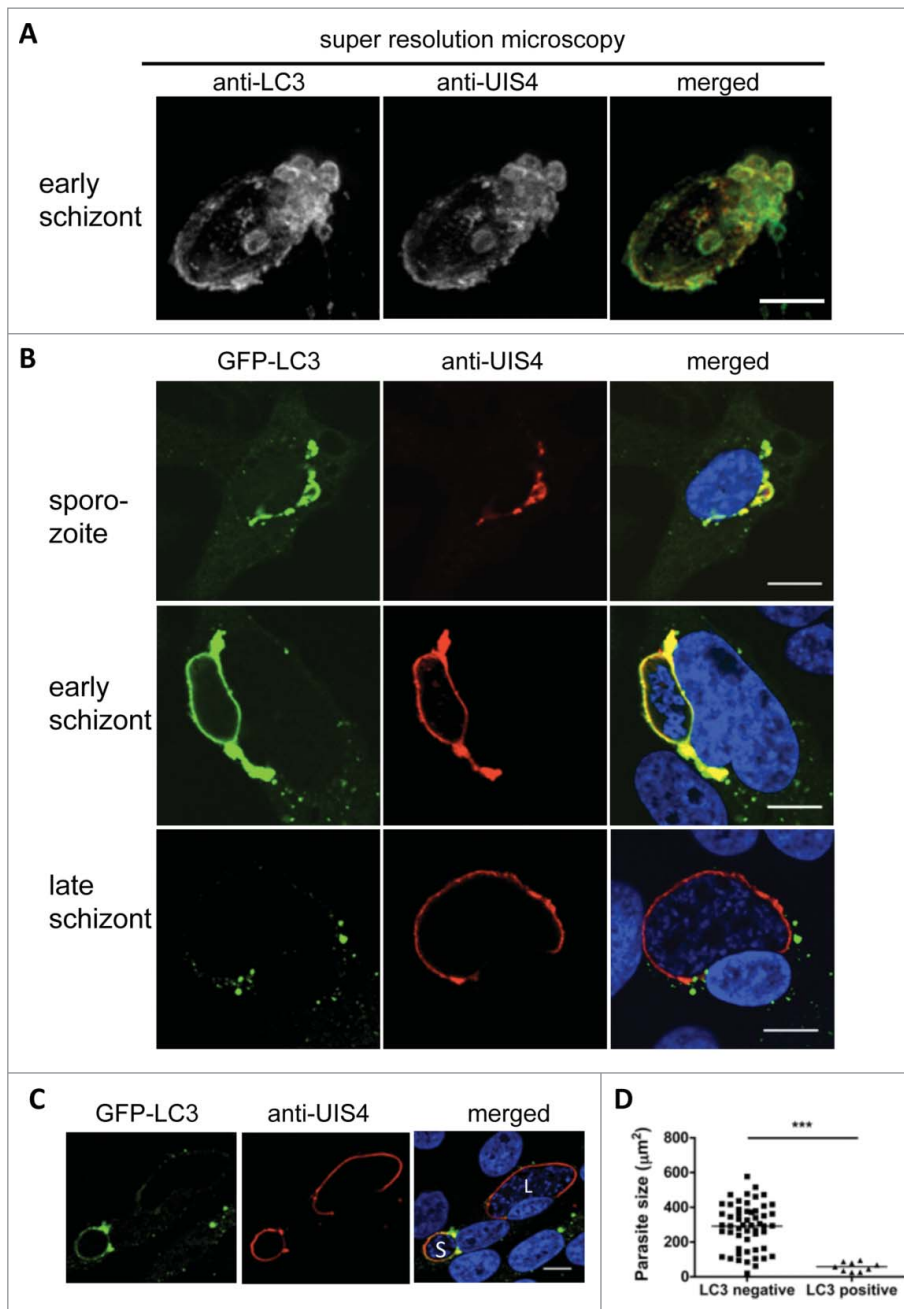 A
super resolution microscopy
anti-LC3 anti-UIS4 merged
early
schizont
B
GFP-LC3 anti-UIS4 merged
sporo-
zoite
early
schizont
late
schizont
C
GFP-LC3 anti-UIS4 merged
L
S
D
***
Parasite size (μm²)
800
600
400
200
0
LC3 negative LC3 positive